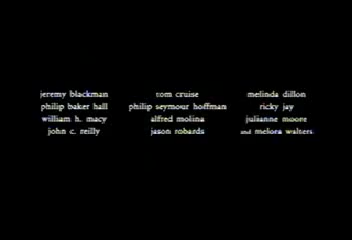 jeremy blackman
philip baker hall
william h. macy
john c. reilly
tom cruise
philip seymour hoffman
alfred molina
jason robards
melinda dillon
ricky jay
julianne moore
and melora walters